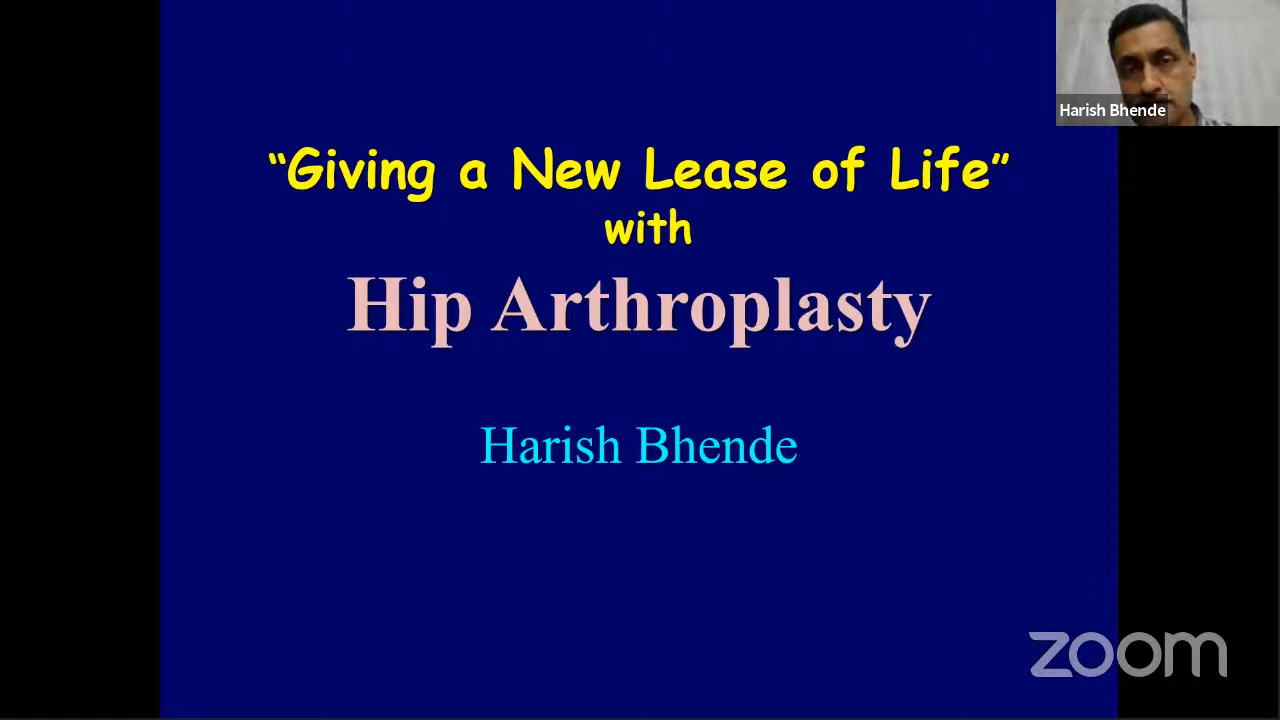 Harish Bhende
“Giving a New Lease of Life”
with
Hip Arthroplasty
Harish Bhende
zoom